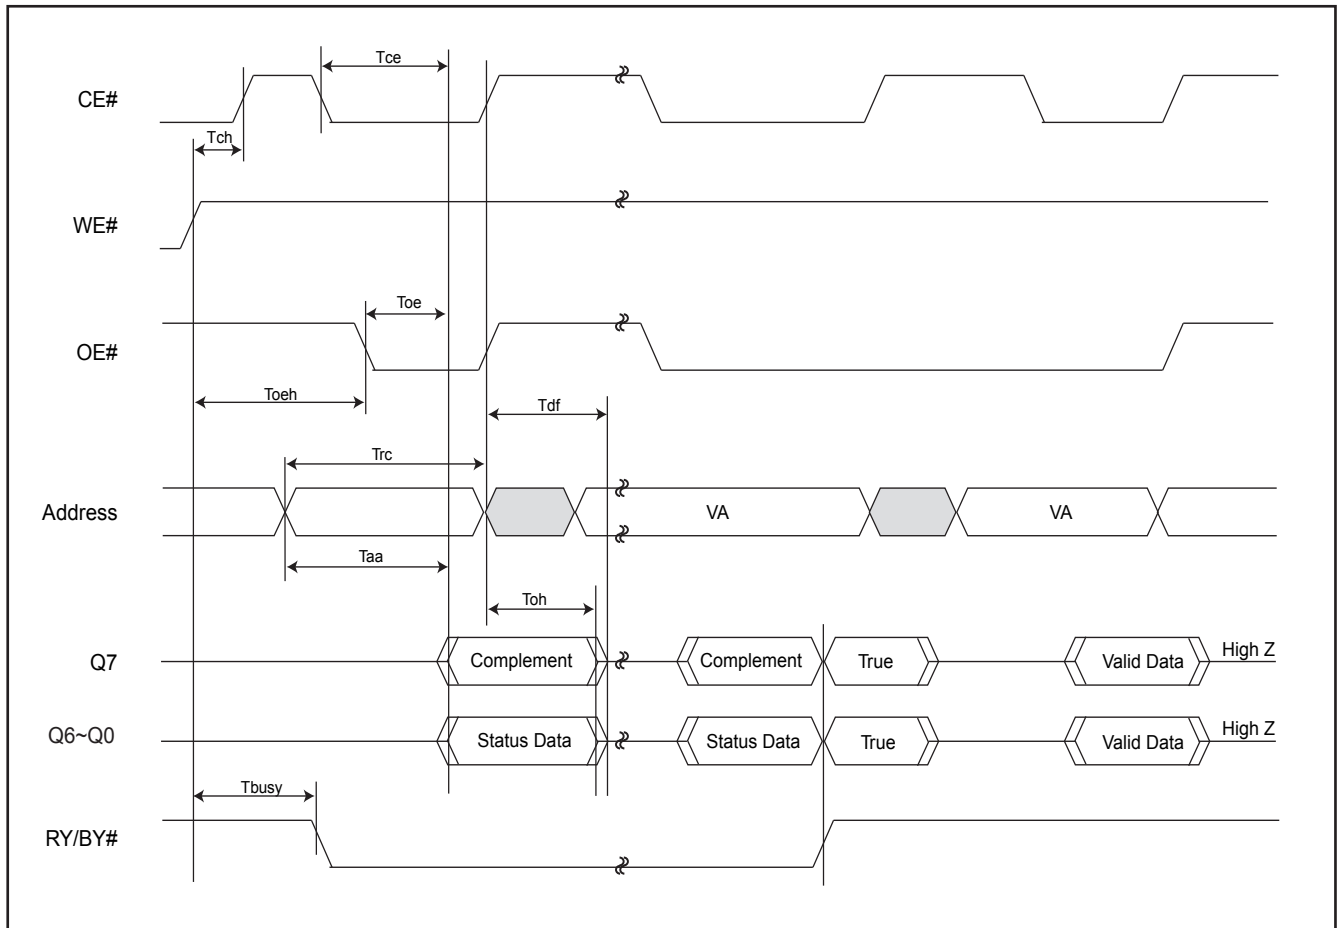 Tce
CE#
Tch
WE#
Toe
OE#
Toeh
Tdf
Trc
Address VA VA
Taa
Toh
Q7 Complement Complement True Valid Data High Z
Q6~Q0 Status Data Status Data True Valid Data High Z
Tbusy
RY/BY#